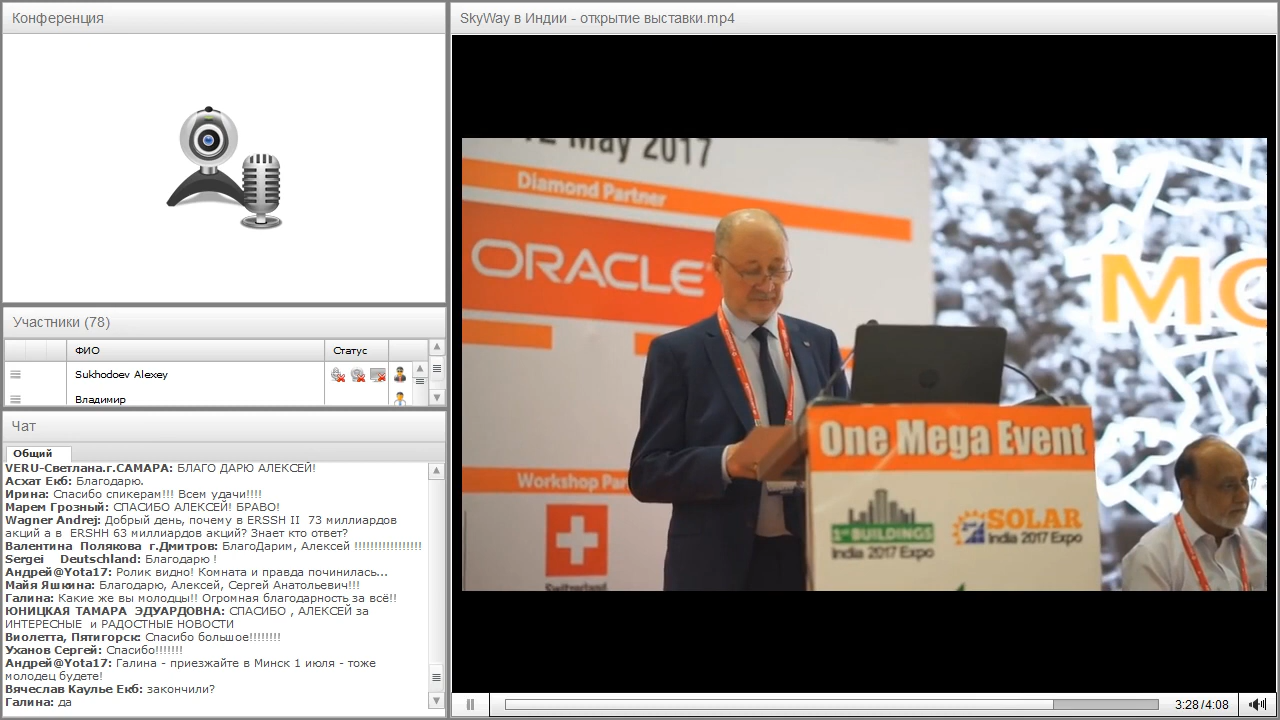 Конференция
Участники (78)
ФИО
Статус
Sukhodoev Alexey
Владимир
Чат
Общий
VERU-Светлана.г.САМАРА: БЛАГО ДАРЮ АЛЕКСЕЙ!
Асхат Екб: Благодарю.
Ирина: Спасибо спикерам!!! Всем удачи!!!!
Марем Грозный: СПАСИБО АЛЕКСЕЙ! БРАВО!
Wagner Andrej: Добрый день, почему в ERSSH II 73 миллиардов
акций а в ERSHH 63 миллиардов акций? Знает кто ответ?
Валентина Полякова г.Дмитров: БлагоДарим, Алексей !!!!!!!!!!!!!!!!!
Sergei Deutschland: Благодарю !
Андрей@Yota17: Ролик видно! Комната и правда починилась...
Майя Яшкина: Благодарю, Алексей, Сергей Анатольевич!!!
Галина: Какие же вы молодцы!! Огромная благодарность за всё!!
ЮНИЦКАЯ ТАМАРА ЭДУАРДОВНА: СПАСИБО , АЛЕКСЕЙ за
ИНТЕРЕСНЫЕ и РАДОСТНЫЕ НОВОСТИ
Виолетта, Пятигорск: Спасибо большое!!!!!!!!
Уханов Сергей: Спасибо!!!!!!!
Андрей@Yota17: Галина - приезжайте в Минск 1 июля - тоже
молодец будете!
Вячеслав Каулье Екб: закончили?
Галина: да
SkyWay в Индии - открытие выставки.mp4
May 2017
Diamond Partner
ORACLE
Workshop
Switzerland
MO
One Mega Event
BUILDINGS
India 2017 Expo
SOLAR
India 2017 Expo
3:28/4:08